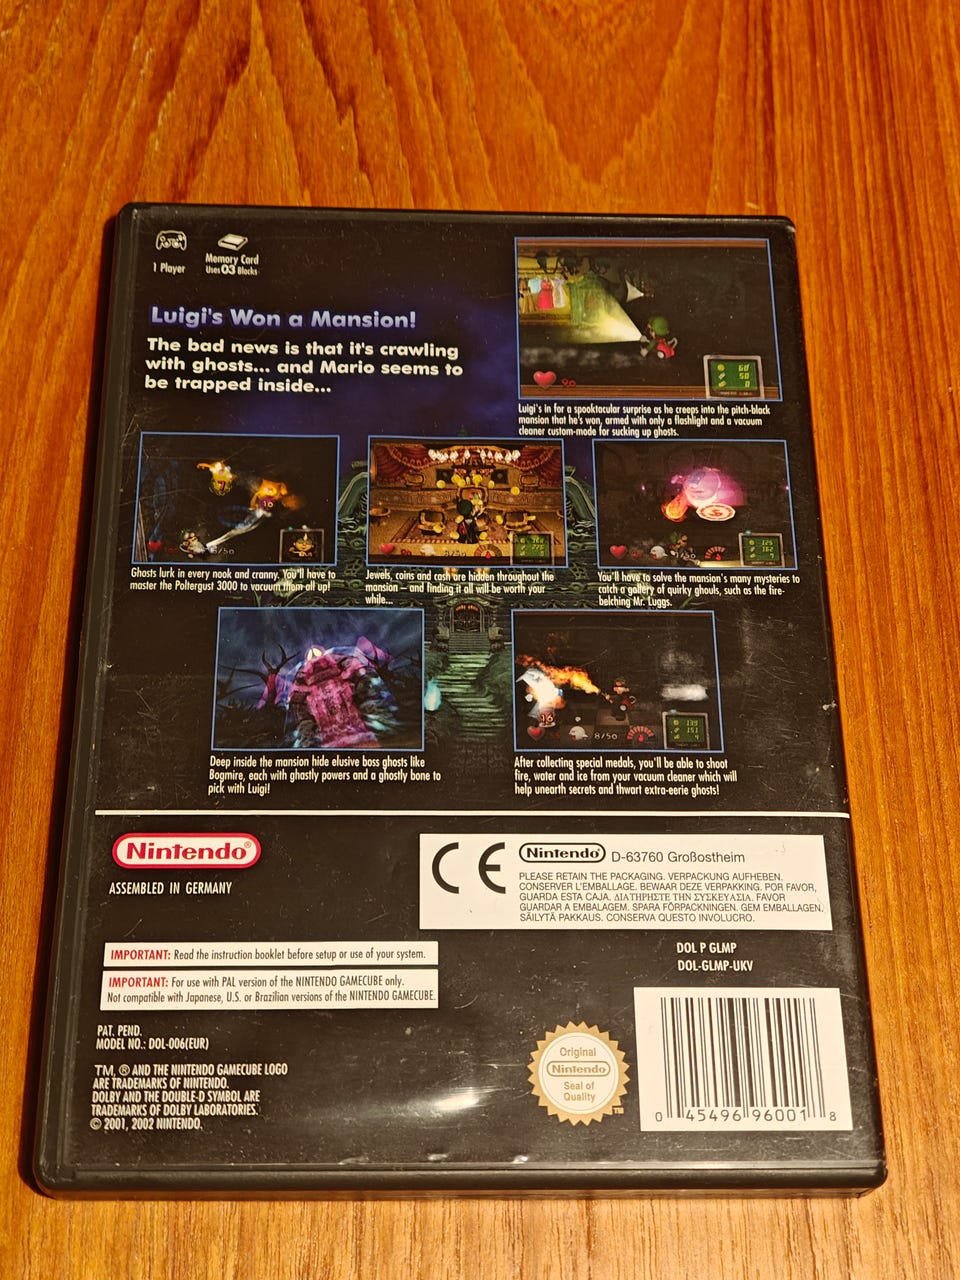 1 Player
Memory Card
Uses 03 Blocks
Luigi's Won a Mansion!
The bad news is that it's crawling
with ghosts... and Mario seems to
be trapped inside...
Luigi's in for a spooktacular surprise as he creeps into the pitch-black
mansion that he's won, armed with only a flashlight and a vacuum
cleaner custom-mode for sucking up ghosts.
Ghosts lurk in every nook and cranny. You'll have to
master the Poltergust 3000 to vacuum them all up!
Jewels, coins and cash are hidden throughout the
mansion – and finding it all will be worth your
while...
You'll have to solve the mansion's many mysteries to
catch a gallery of quirky ghouls, such as the fire-
belching Mr. Luggs.
Deep inside the mansion hide elusive boss ghosts like
Bogmire, each with ghastly powers and a ghostly bone to
pick with Luigi!
After collecting special medals, you'll be able to shoot
fire, water and ice from your vacuum cleaner which will
help unearth secrets and thwart extra-eerie ghosts!
Nintendo®
ASSEMBLED IN GERMANY
CE Nintendo® D-63760 Großostheim
PLEASE RETAIN THE PACKAGING. VERPACKUNG AUFHEBEN.
CONSERVER L'EMBALLAGE. BEWAAR DEZE VERPAKKING. POR FAVOR,
GUARDA ESTA CAJA. ΔΙΑΤΗΡΗΣΤΕ ΤΗΝ ΣΥΣΚΕΥΑΣΙΑ. FAVOR
GUARDAR A EMBALAGEM. SPARA FÖRPACKNINGEN. GEM EMBALLAGEN.
SÄILYTÄ PAKKAUS. CONSERVA QUESTO INVOLUCRO.
IMPORTANT: Read the instruction booklet before setup or use of your system.
IMPORTANT: For use with PAL version of the NINTENDO GAMECUBE only.
Not compatible with Japanese, U.S. or Brazilian versions of the NINTENDO GAMECUBE.
DOL P GLMP
DOL-GLMP-UKV
PAT. PEND.
MODEL NO.: DOL-006(EUR)
TM, ® AND THE NINTENDO GAMECUBE LOGO
ARE TRADEMARKS OF NINTENDO.
DOLBY AND THE DOUBLE-D SYMBOL ARE
TRADEMARKS OF DOLBY LABORATORIES.
© 2001, 2002 NINTENDO.
Original
Nintendo
Seal of
Quality
TM
0 45496 96001 8